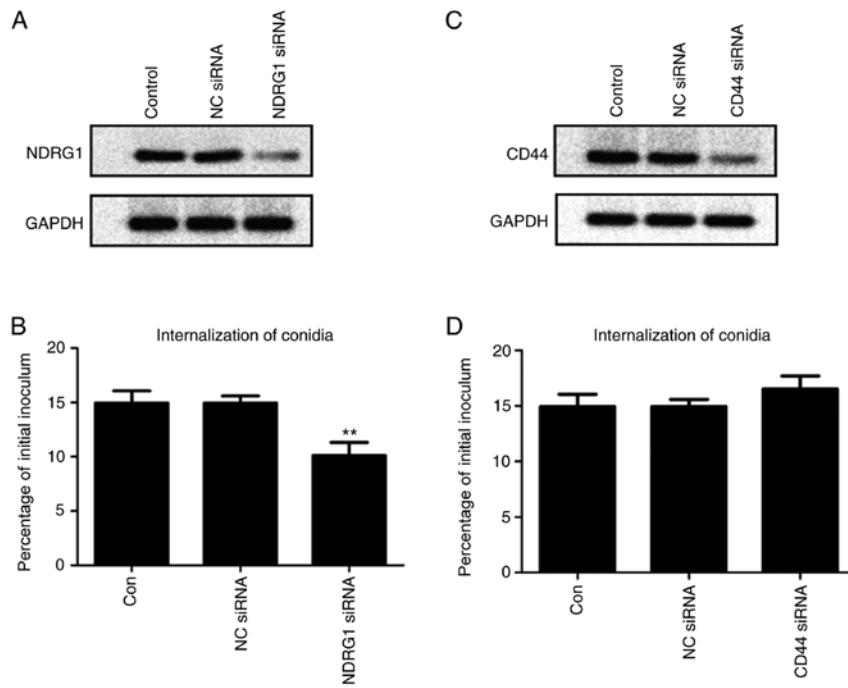 A
Control
NC siRNA
NDRG1 siRNA
NDRG1
GAPDH
C
Control
NC siRNA
CD44 siRNA
CD44
GAPDH
B
Internalization of conidia
Percentage of initial inoculum
20
15
10
5
0
**
Con
NC siRNA
NDRG1 siRNA
D
Internalization of conidia
Percentage of initial inoculum
20
15
10
5
0
Con
NC siRNA
CD44 siRNA